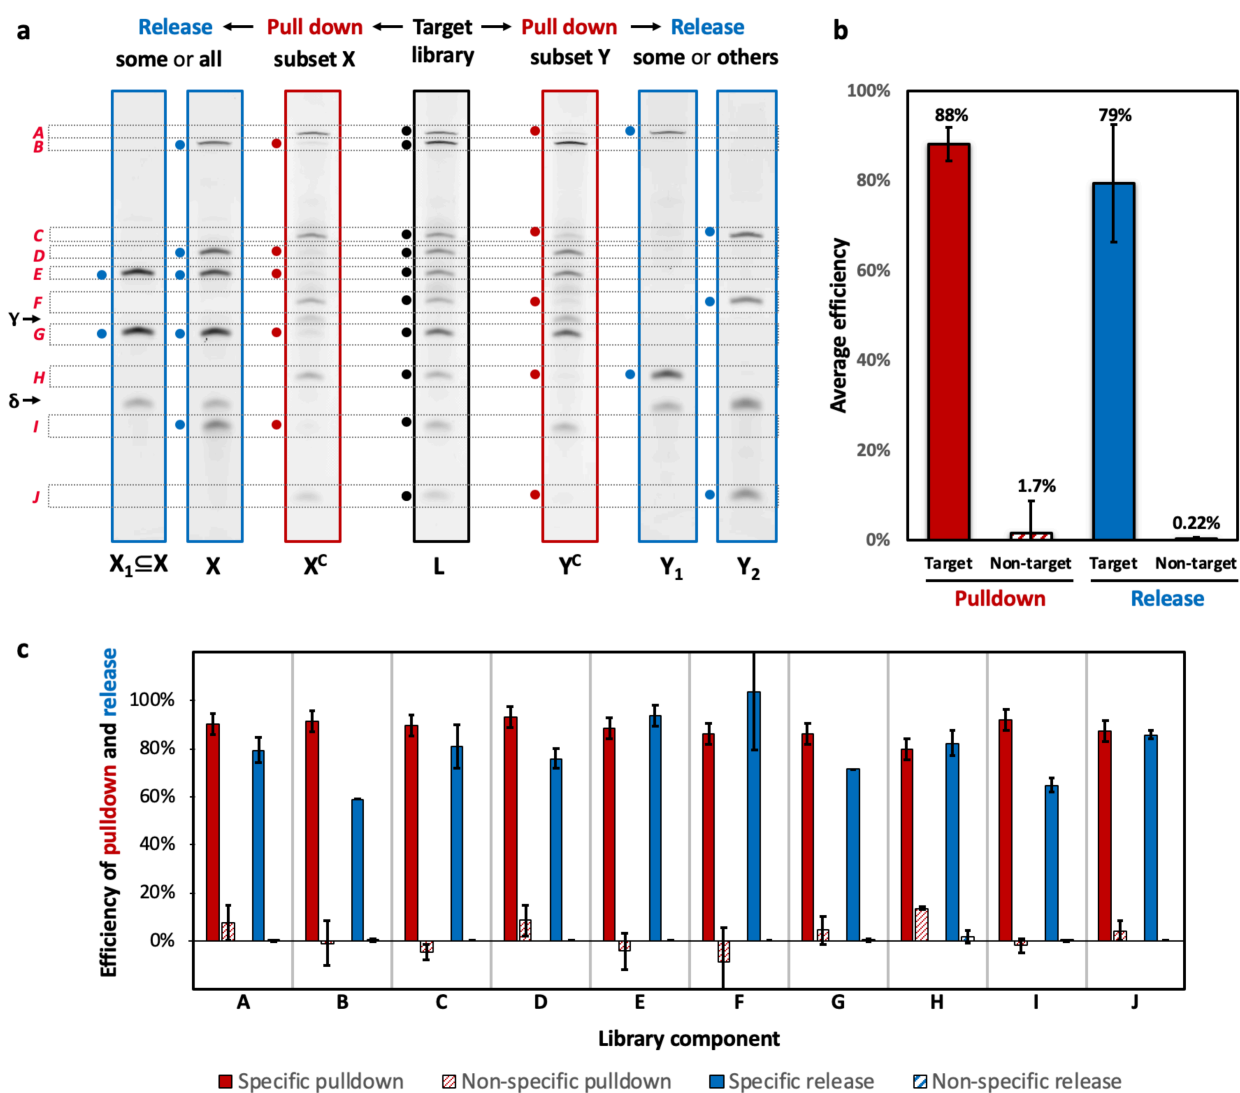 a
Release ← Pull down ← Target library → Pull down → Release
some or all subset X subset Y some or others
A
B
C
D
E
F
γ→
G
H
δ→
I
J
X₁⊆X X Xᶜ L Yᶜ Y₁ Y₂
b
Average efficiency
100%
80%
60%
40%
20%
0%
88%
1.7%
79%
0.22%
Target Non-target Target Non-target
Pulldown Release
c
Efficiency of pulldown and release
100%
80%
60%
40%
20%
0%
A B C D E F G H I J
Library component
Specific pulldown Non-specific pulldown Specific release Non-specific release